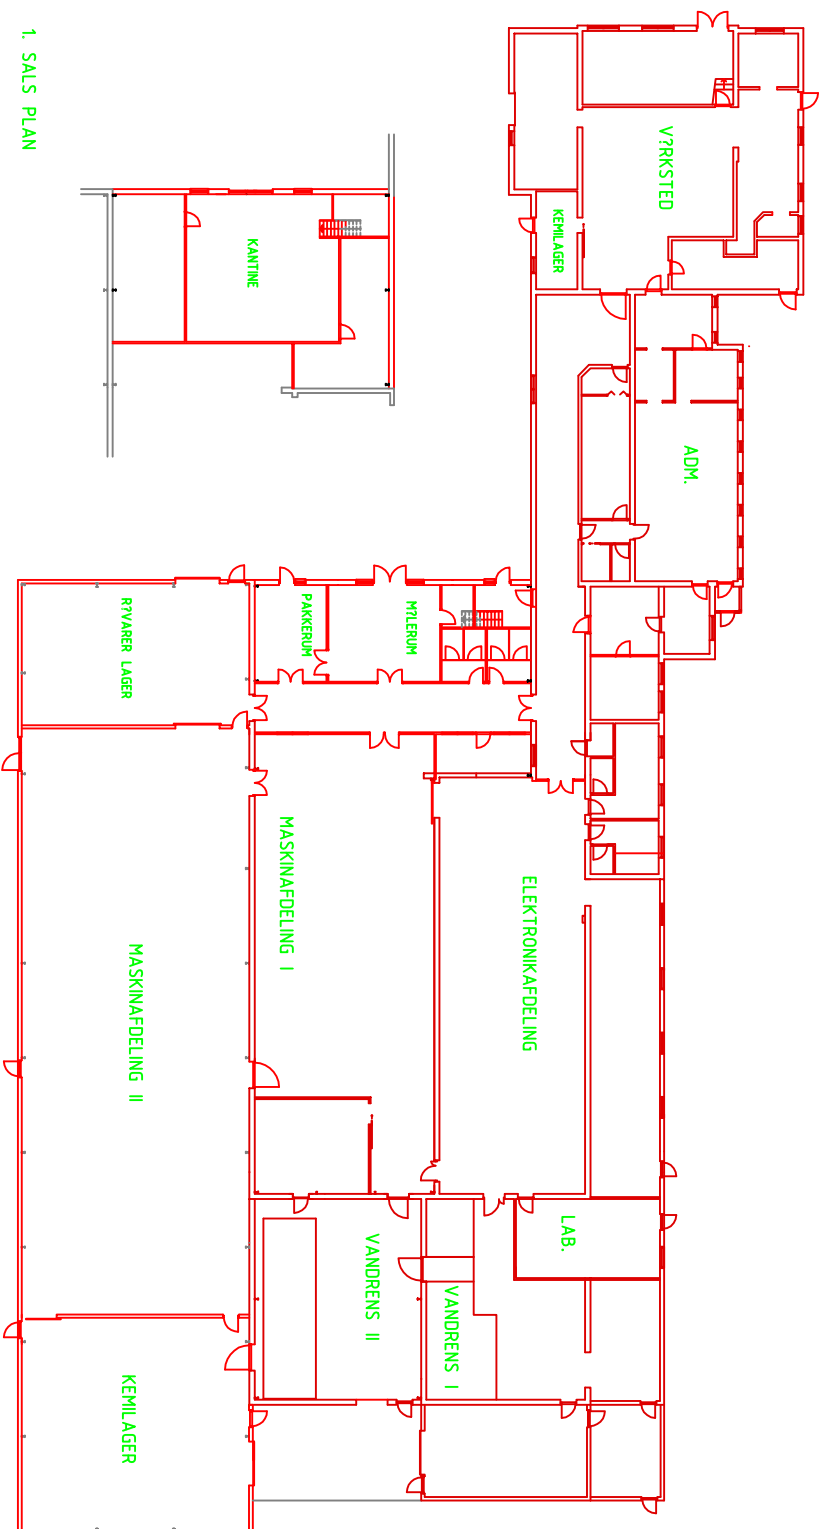 1. SALS PLAN
V?RKSTED
KEMILAGER
KANTINE
ADM.
R?VARER LAGER
PAKKERUM
M?LERUM
MASKINAFDELING I
ELEKTRONIKAFDELING
MASKINAFDELING II
LAB.
VANDRENS II
VANDRENS I
KEMILAGER